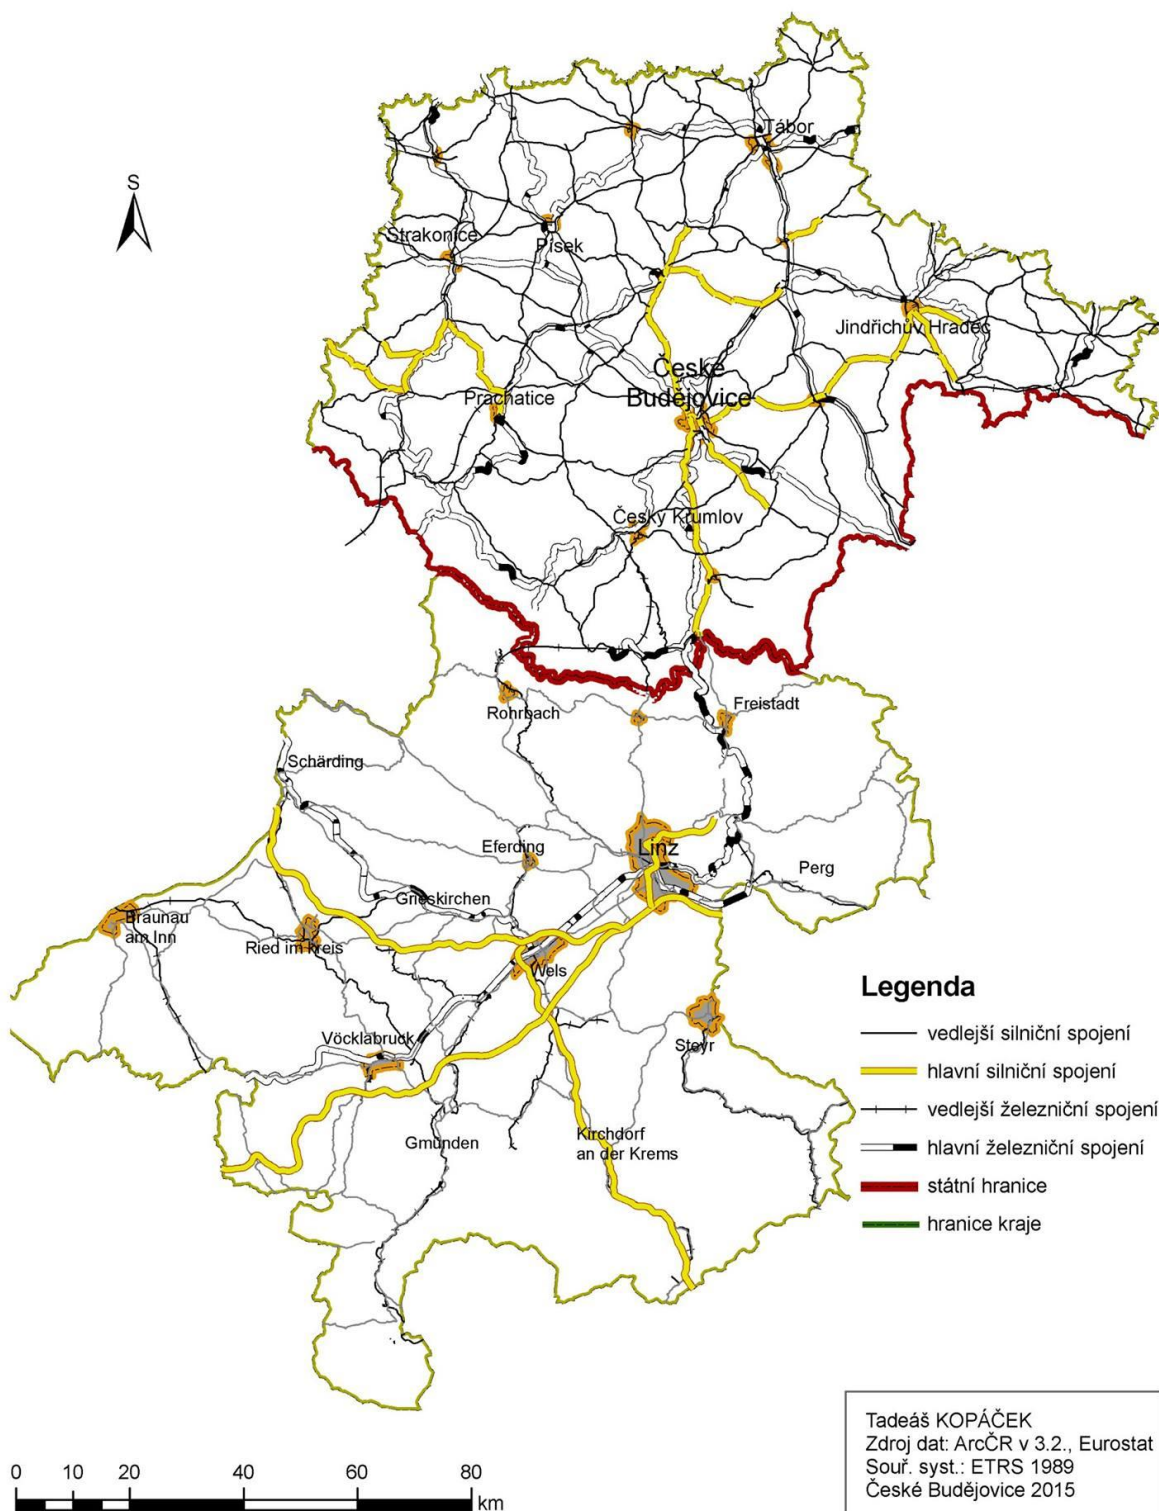 S
Tábor
Strakonice
Písek
Jindřichův Hradec
České
Budějovice
Prachatice
Český Krumlov
Rohrbach
Freistadt
Schärding
Eferding
Linz
Perg
Grieskirchen
Braunau
am Inn
Ried im kreis
Wels
Vöcklabruck
Steyr
Gmunden
Kirchdorf
an der Krems
Legenda
vedlejší silniční spojení
hlavní silniční spojení
vedlejší železniční spojení
hlavní železniční spojení
státní hranice
hranice kraje
Tadeáš KOPÁČEK
Zdroj dat: ArcČR v 3.2., Eurostat
Souř. syst.: ETRS 1989
České Budějovice 2015
0 10 20 40 60 80
km